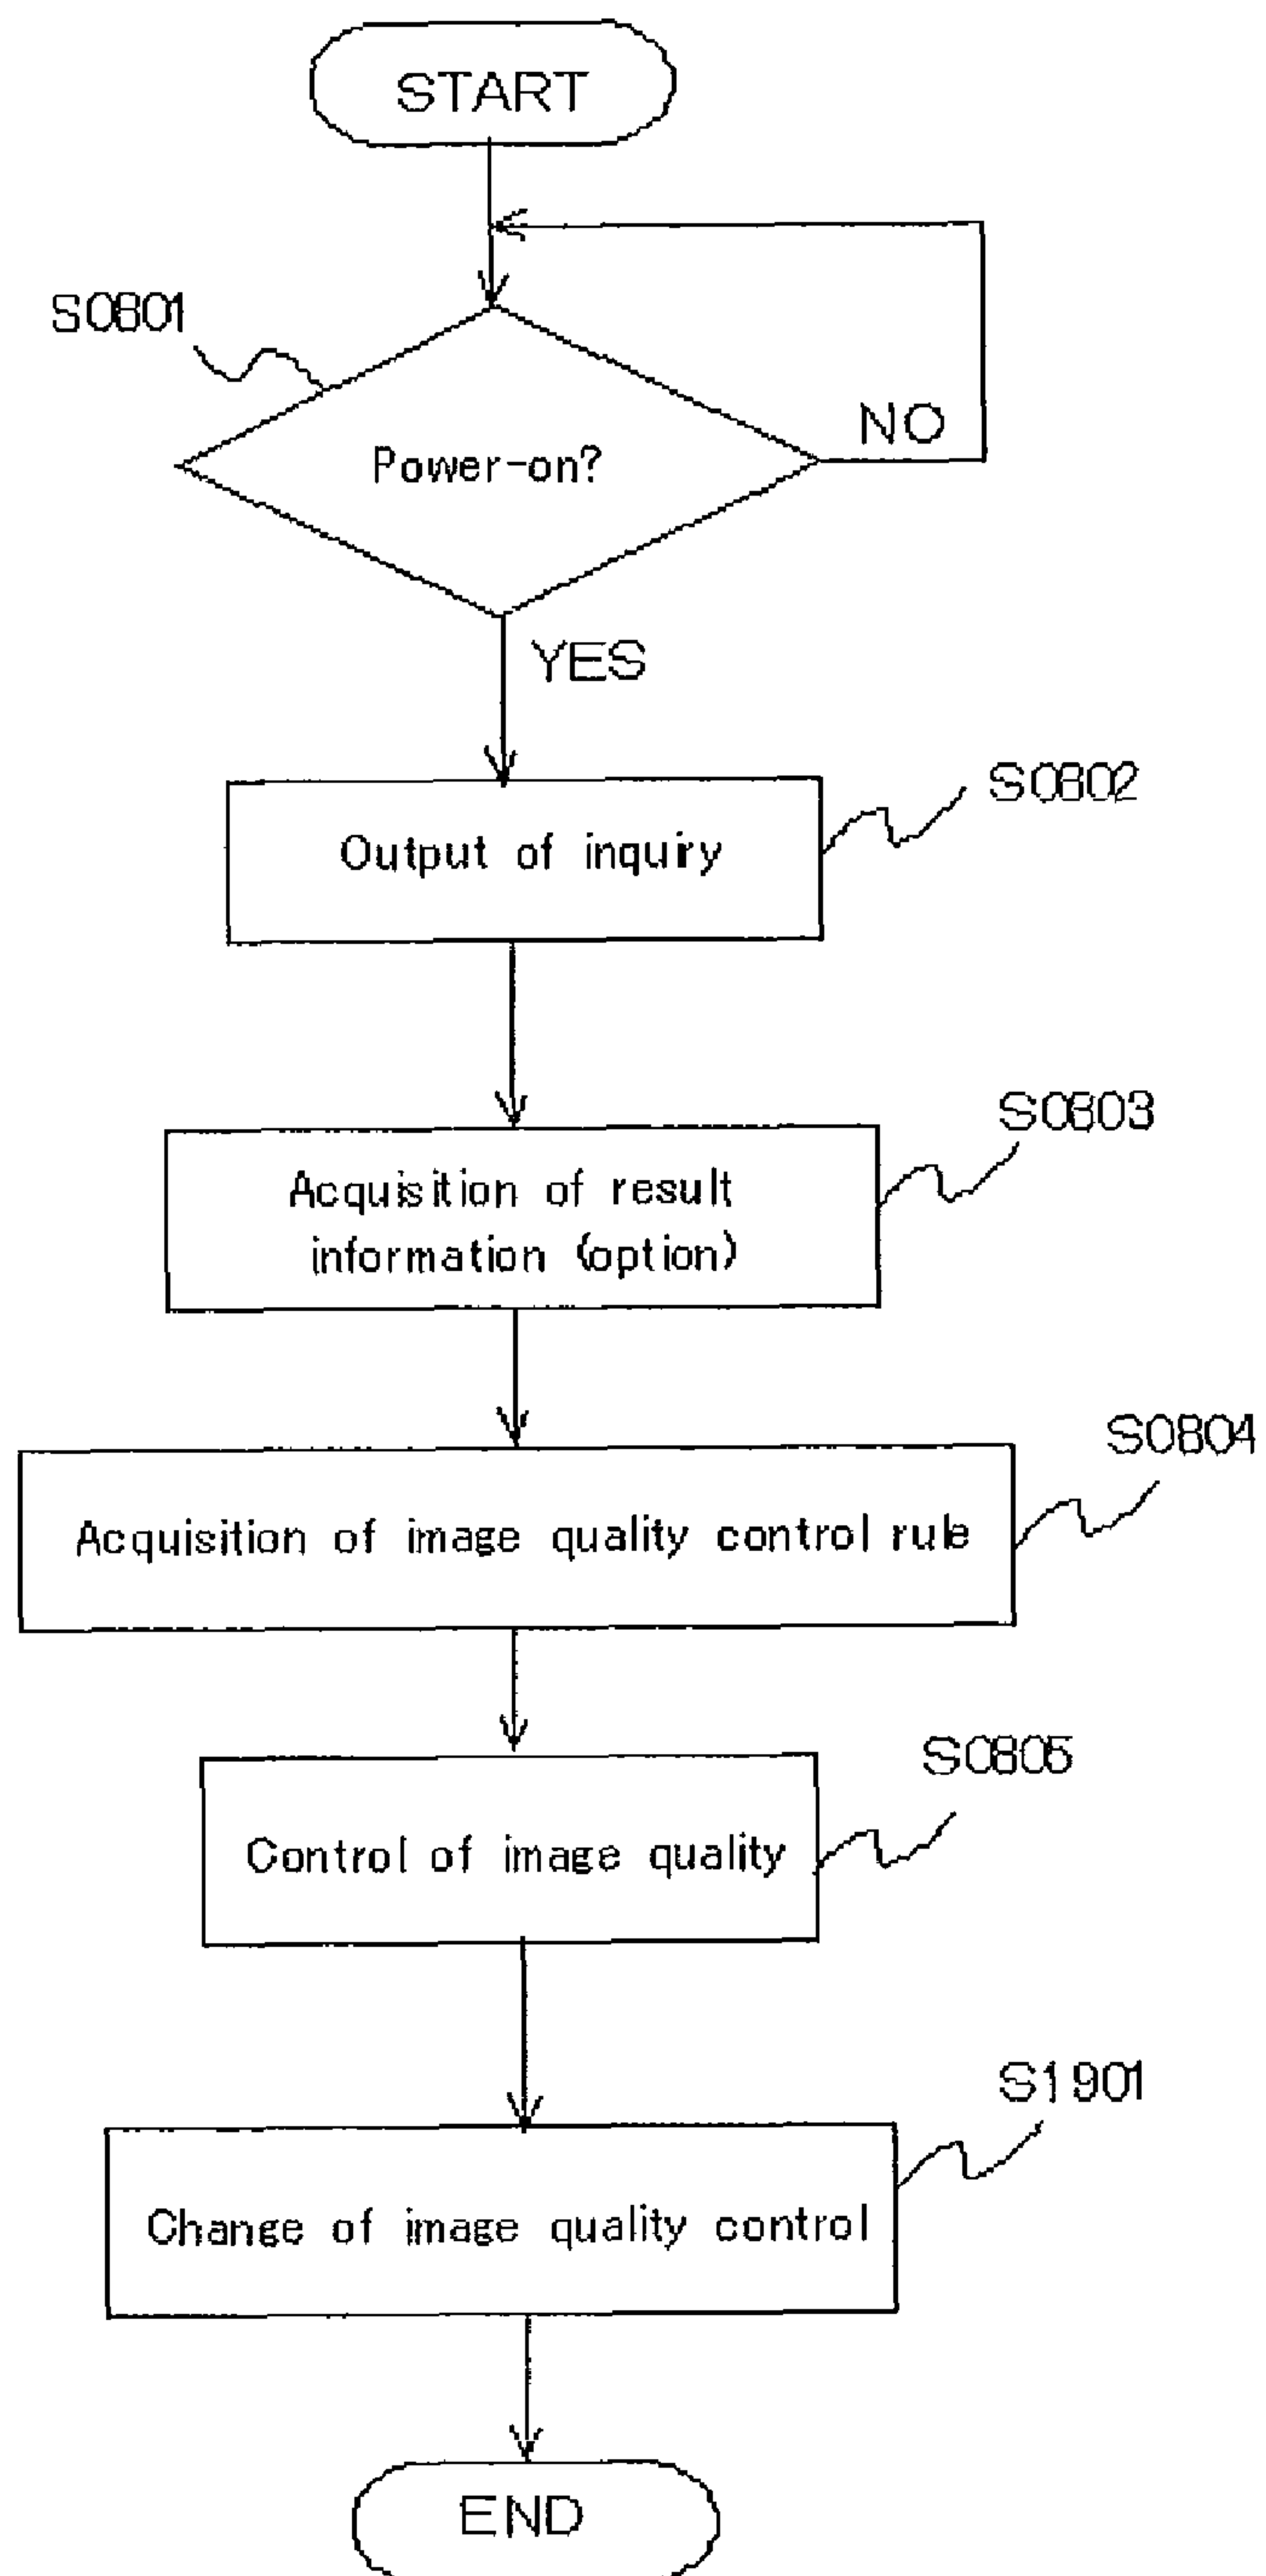 START
S0801
NO
Power-on?
YES
S0802
Output of inquiry
S0803
Acquisition of result
information (option)
S0804
Acquisition of image quality control rule
S0805
Control of image quality
S1901
Change of image quality control
END